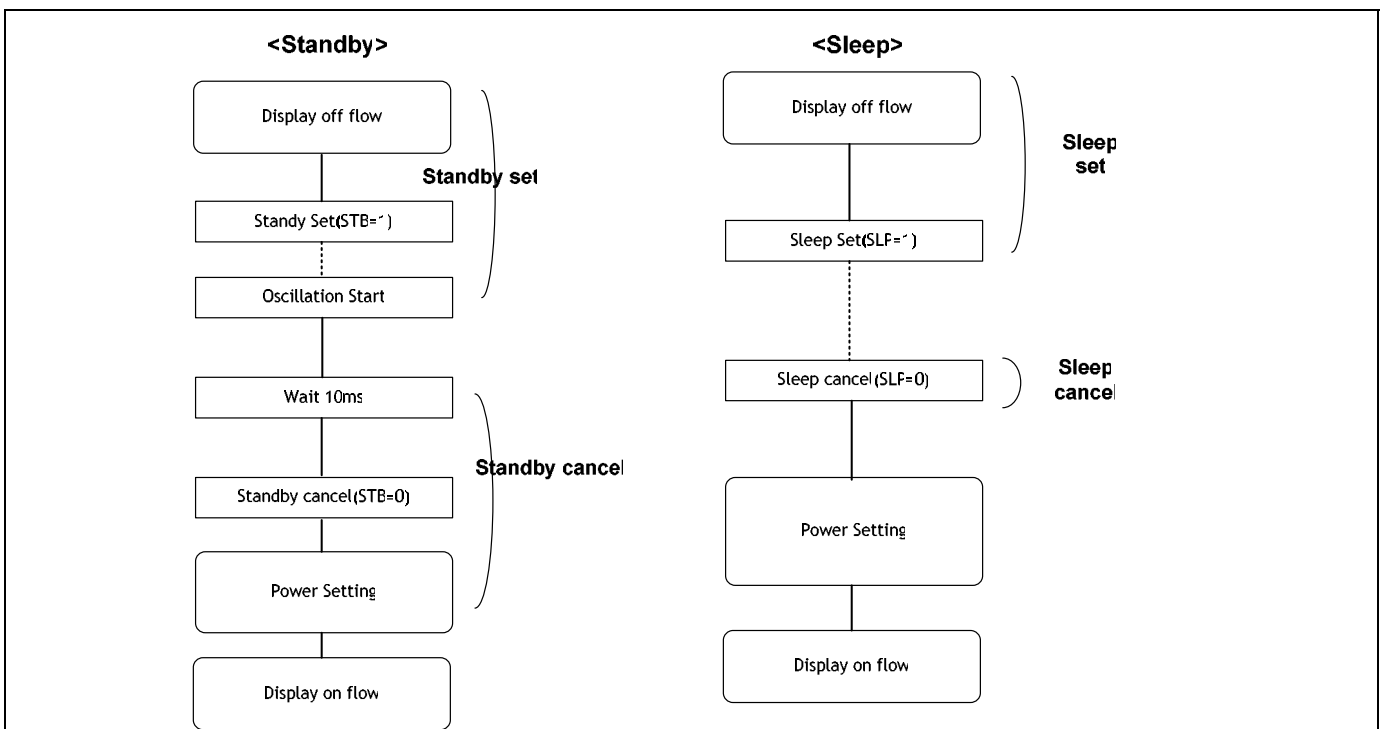 <Standby>
Display off flow
Standby set
Standy Set(STB=1)
Oscillation Start
Wait 10ms
Standby cancel
Standby cancel(STB=0)
Power Setting
Display on flow
<Sleep>
Display off flow
Sleep
set
Sleep Set(SLP=1)
Sleep cancel(SLP=0)
Sleep
cancel
Power Setting
Display on flow